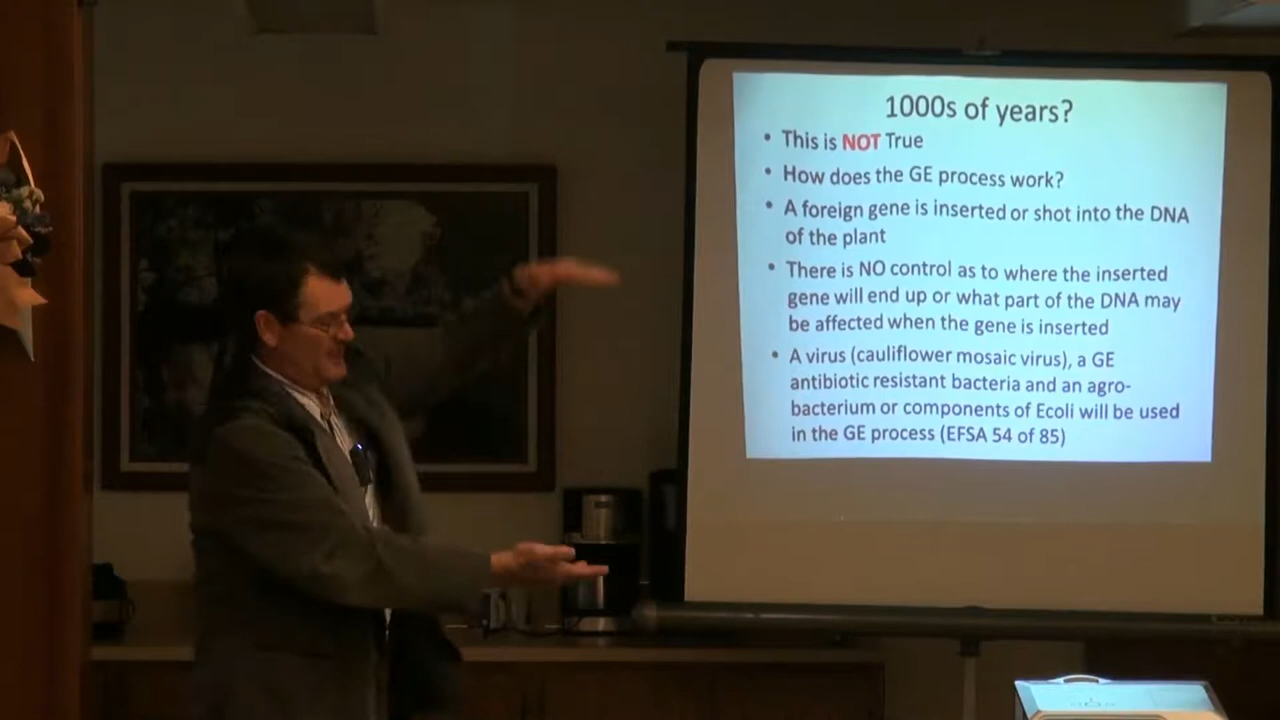 1000s of years?
• This is NOT True
• How does the GE process work?
• A foreign gene is inserted or shot into the DNA
of the plant
• There is NO control as to where the inserted
gene will end up or what part of the DNA may
be affected when the gene is inserted
• A virus (cauliflower mosaic virus), a GE
antibiotic resistant bacteria and an agro-
bacterium or components of Ecoli will be used
in the GE process (EFSA 54 of 85)